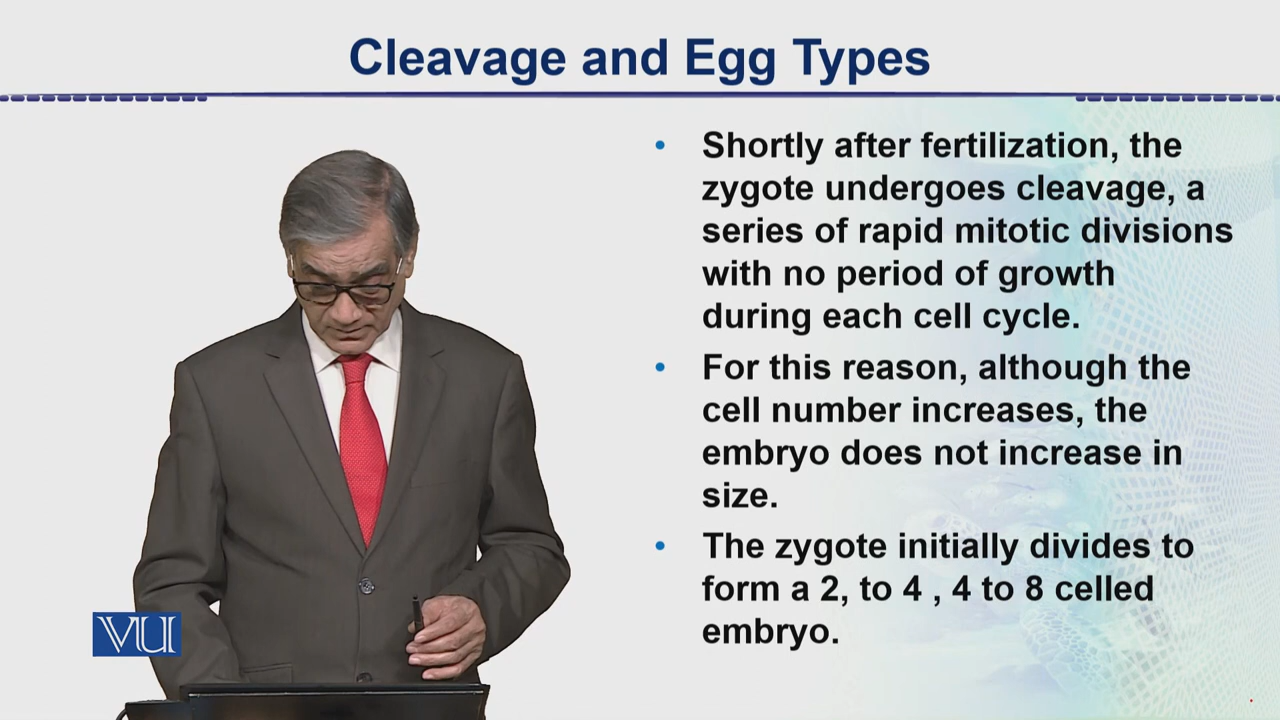 Cleavage and Egg Types
• Shortly after fertilization, the
zygote undergoes cleavage, a
series of rapid mitotic divisions
with no period of growth
during each cell cycle.
• For this reason, although the
cell number increases, the
embryo does not increase in
size.
• The zygote initially divides to
form a 2, to 4 , 4 to 8 celled
embryo.
VU